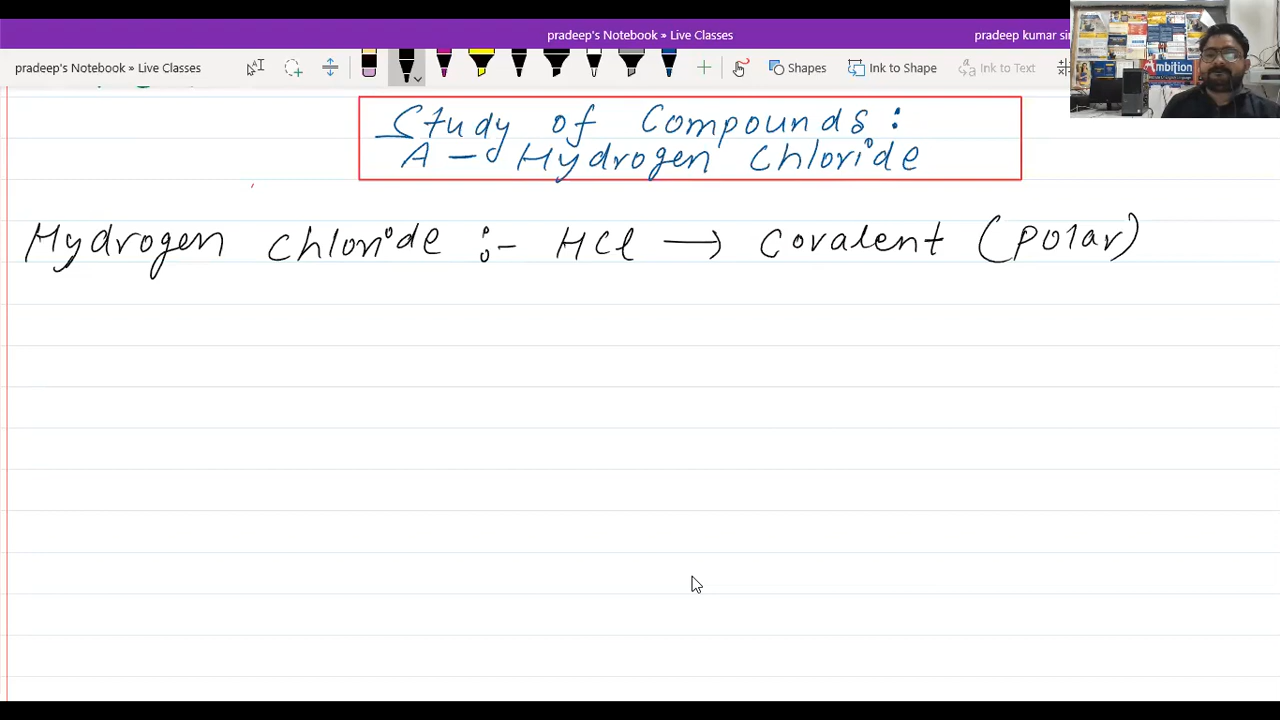 pradeep's Notebook » Live Classes
pradeep kumar si
pradeep's Notebook » Live Classes
Shapes
Ink to Shape
Ink to Text
Ambition
Study of Compounds :
A – Hydrogen Chloride
Hydrogen Chloride :- HCl → Covalent (Polar)